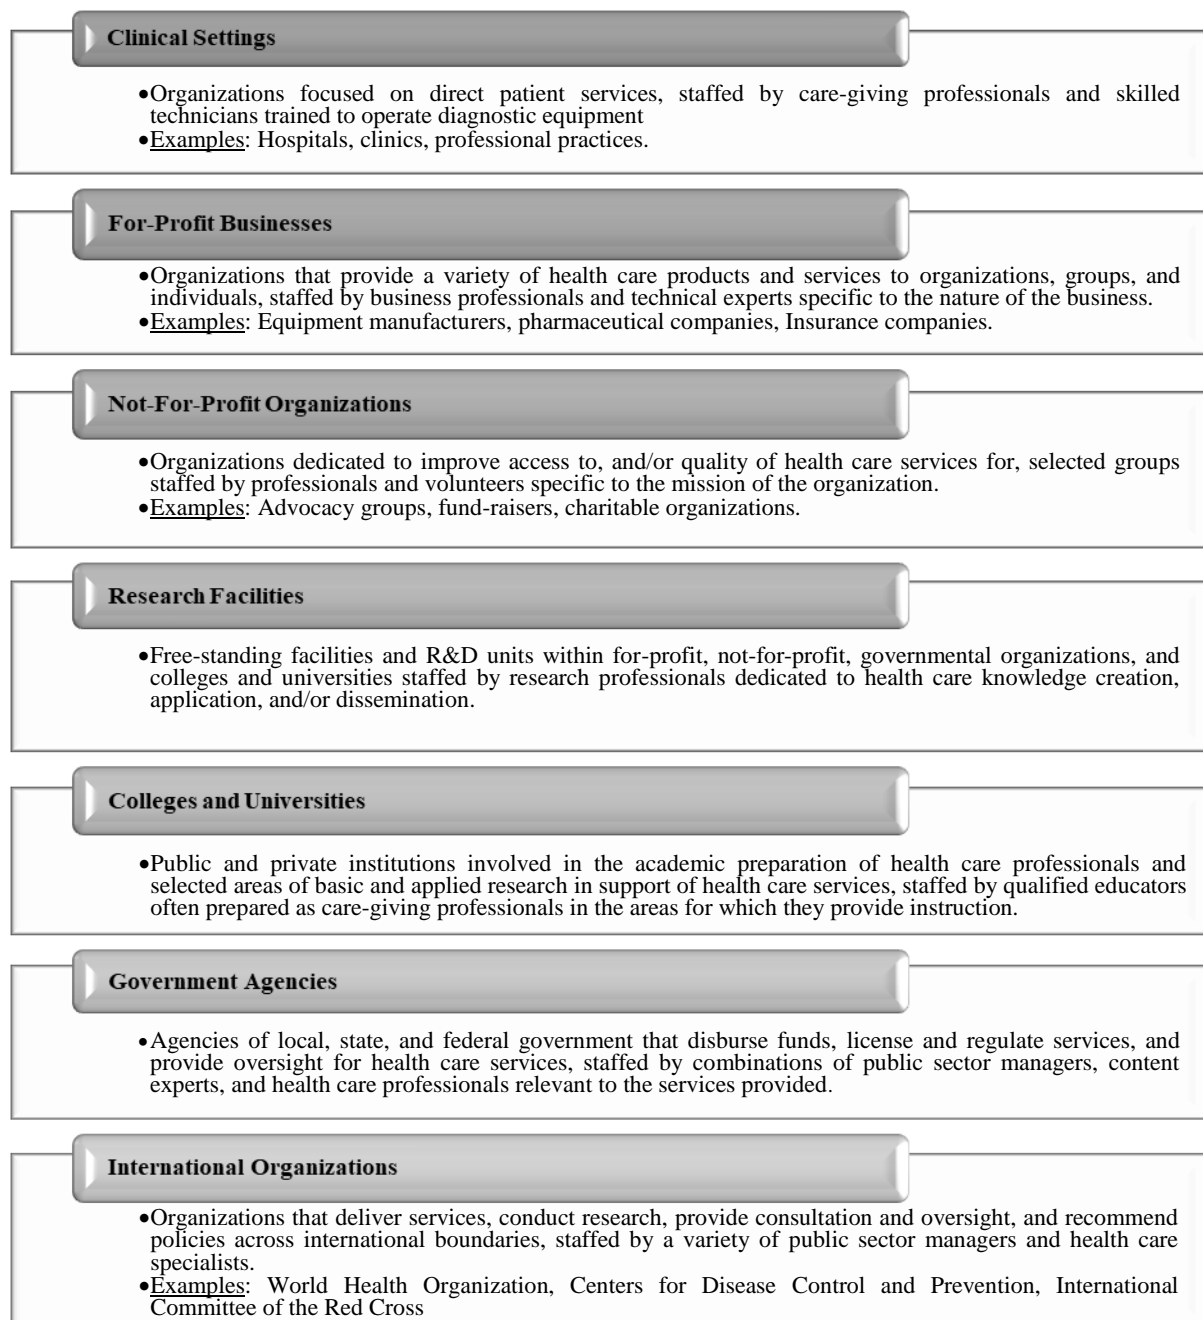 Clinical Settings
•Organizations focused on direct patient services, staffed by care-giving professionals and skilled
technicians trained to operate diagnostic equipment
•Examples: Hospitals, clinics, professional practices.
For-Profit Businesses
•Organizations that provide a variety of health care products and services to organizations, groups, and
individuals, staffed by business professionals and technical experts specific to the nature of the business.
•Examples: Equipment manufacturers, pharmaceutical companies, Insurance companies.
Not-For-Profit Organizations
•Organizations dedicated to improve access to, and/or quality of health care services for, selected groups
staffed by professionals and volunteers specific to the mission of the organization.
•Examples: Advocacy groups, fund-raisers, charitable organizations.
Research Facilities
•Free-standing facilities and R&D units within for-profit, not-for-profit, governmental organizations, and
colleges and universities staffed by research professionals dedicated to health care knowledge creation,
application, and/or dissemination.
Colleges and Universities
•Public and private institutions involved in the academic preparation of health care professionals and
selected areas of basic and applied research in support of health care services, staffed by qualified educators
often prepared as care-giving professionals in the areas for which they provide instruction.
Government Agencies
•Agencies of local, state, and federal government that disburse funds, license and regulate services, and
provide oversight for health care services, staffed by combinations of public sector managers, content
experts, and health care professionals relevant to the services provided.
International Organizations
•Organizations that deliver services, conduct research, provide consultation and oversight, and recommend
policies across international boundaries, staffed by a variety of public sector managers and health care
specialists.
•Examples: World Health Organization, Centers for Disease Control and Prevention, International
Committee of the Red Cross